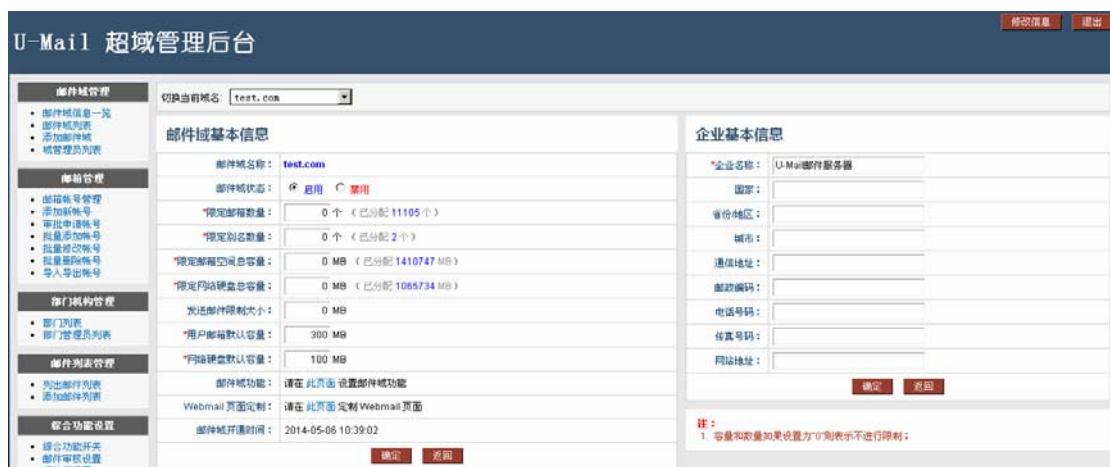 修改信息 退出
U-Mail 超域管理后台
邮件域管理
邮件域信息一览
邮件域列表
添加邮件域
域管理员列表
邮箱管理
邮箱帐号管理
添加新帐号
审批申请帐号
批量添加帐号
批量修改帐号
批量删除帐号
导入导出帐号
部门机构管理
部门列表
部门管理员列表
邮件列表管理
列出邮件列表
添加邮件列表
综合功能设置
综合功能开关
邮件审核设置
切换当前域名: test.com
邮件域基本信息
邮件域名称: test.com
邮件域状态: 启用 禁用
*限定邮箱数量: 0 个 (已分配 11105 个)
*限定别名数量: 0 个 (已分配 2 个)
*限定邮箱空间总容量: 0 MB (已分配 1410747 MB)
*限定网络硬盘总容量: 0 MB (已分配 1065734 MB)
发送邮件限制大小: 0 MB
*用户邮箱默认容量: 300 MB
*网络硬盘默认容量: 100 MB
邮件域功能: 请在 此页面 设置邮件域功能
Webmail 页面定制: 请在 此页面 定制 Webmail 页面
邮件域开通时间: 2014-05-06 10:39:02
确定 返回
企业基本信息
*企业名称: U-Mail邮件服务器
国家:
省份/地区:
城市:
通信地址:
邮政编码:
电话号码:
传真号码:
网站地址:
确定 返回
注:
1. 容量和数量如果设置为"0"则表示不进行限制;